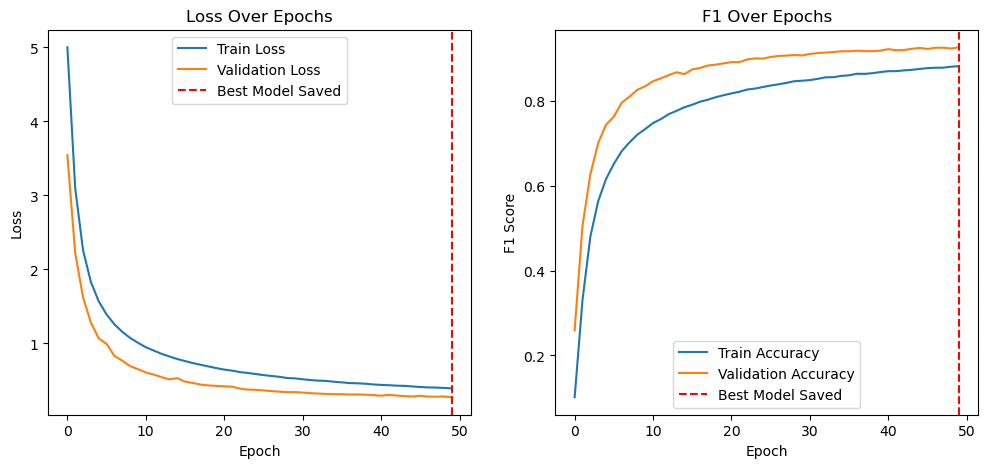 Loss Over Epochs
Train Loss
Validation Loss
Best Model Saved
Loss
5
4
3
2
1
0
10
20
30
40
50
Epoch
F1 Over Epochs
F1 Score
0.8
0.6
0.4
0.2
Train Accuracy
Validation Accuracy
Best Model Saved
0
10
20
30
40
50
Epoch